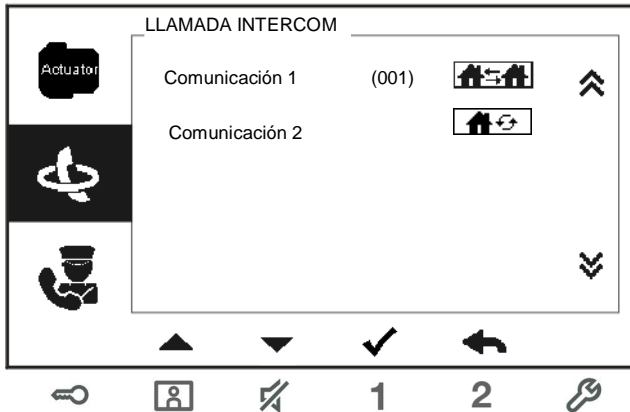 LLAMADA INTERCOM
Actuator
Comunicación 1 (001)
Comunicación 2
1 2